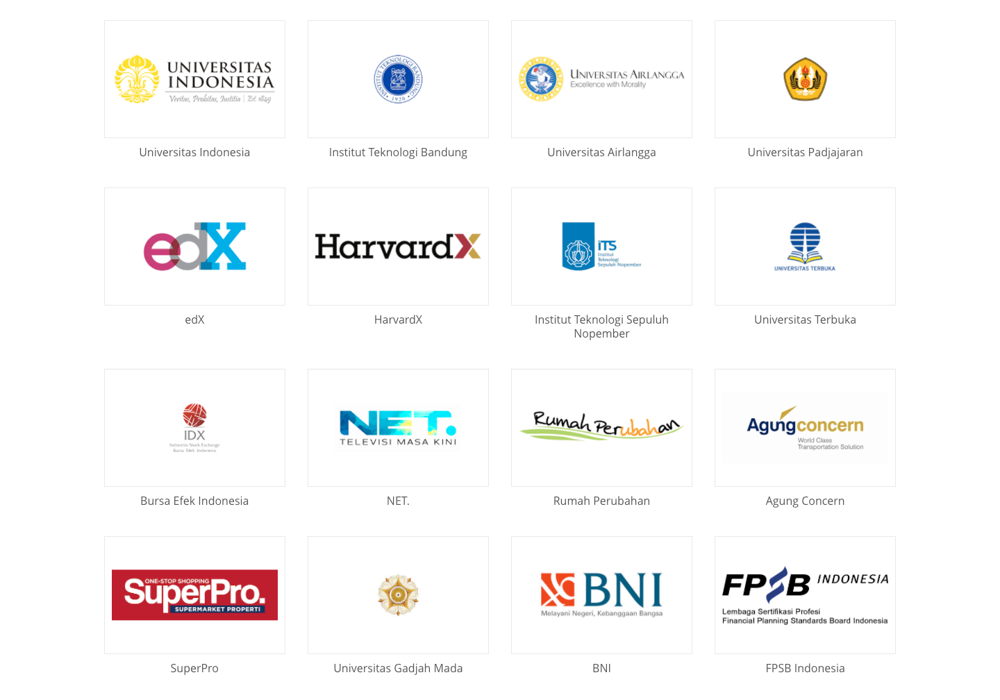 UNIVERSITAS
INDONESIA
Veritas, Probitas, Justitia | Est. 1849
INSTITUT TEKNOLOGI BANDUNG
1920
UNIVERSITAS AIRLANGGA
Excellence with Morality
Universitas Indonesia
Institut Teknologi Bandung
Universitas Airlangga
Universitas Padjajaran
edX
HarvardX
iTS
Institut
Teknologi
Sepuluh Nopember
UNIVERSITAS TERBUKA
edX
HarvardX
Institut Teknologi Sepuluh
Nopember
Universitas Terbuka
IDX
Indonesia Stock Exchange
Bursa Efek Indonesia
NET.
TELEVISI MASA KINI
Rumah Perubahan
Agungconcern
World Class
Transportation Solution
Bursa Efek Indonesia
NET.
Rumah Perubahan
Agung Concern
ONE-STOP SHOPPING
SuperPro.
SUPERMARKET PROPERTI
BNI
Melayani Negeri, Kebanggaan Bangsa
FPSB INDONESIA
Lembaga Sertifikasi Profesi
Financial Planning Standards Board Indonesia
SuperPro
Universitas Gadjah Mada
BNI
FPSB Indonesia